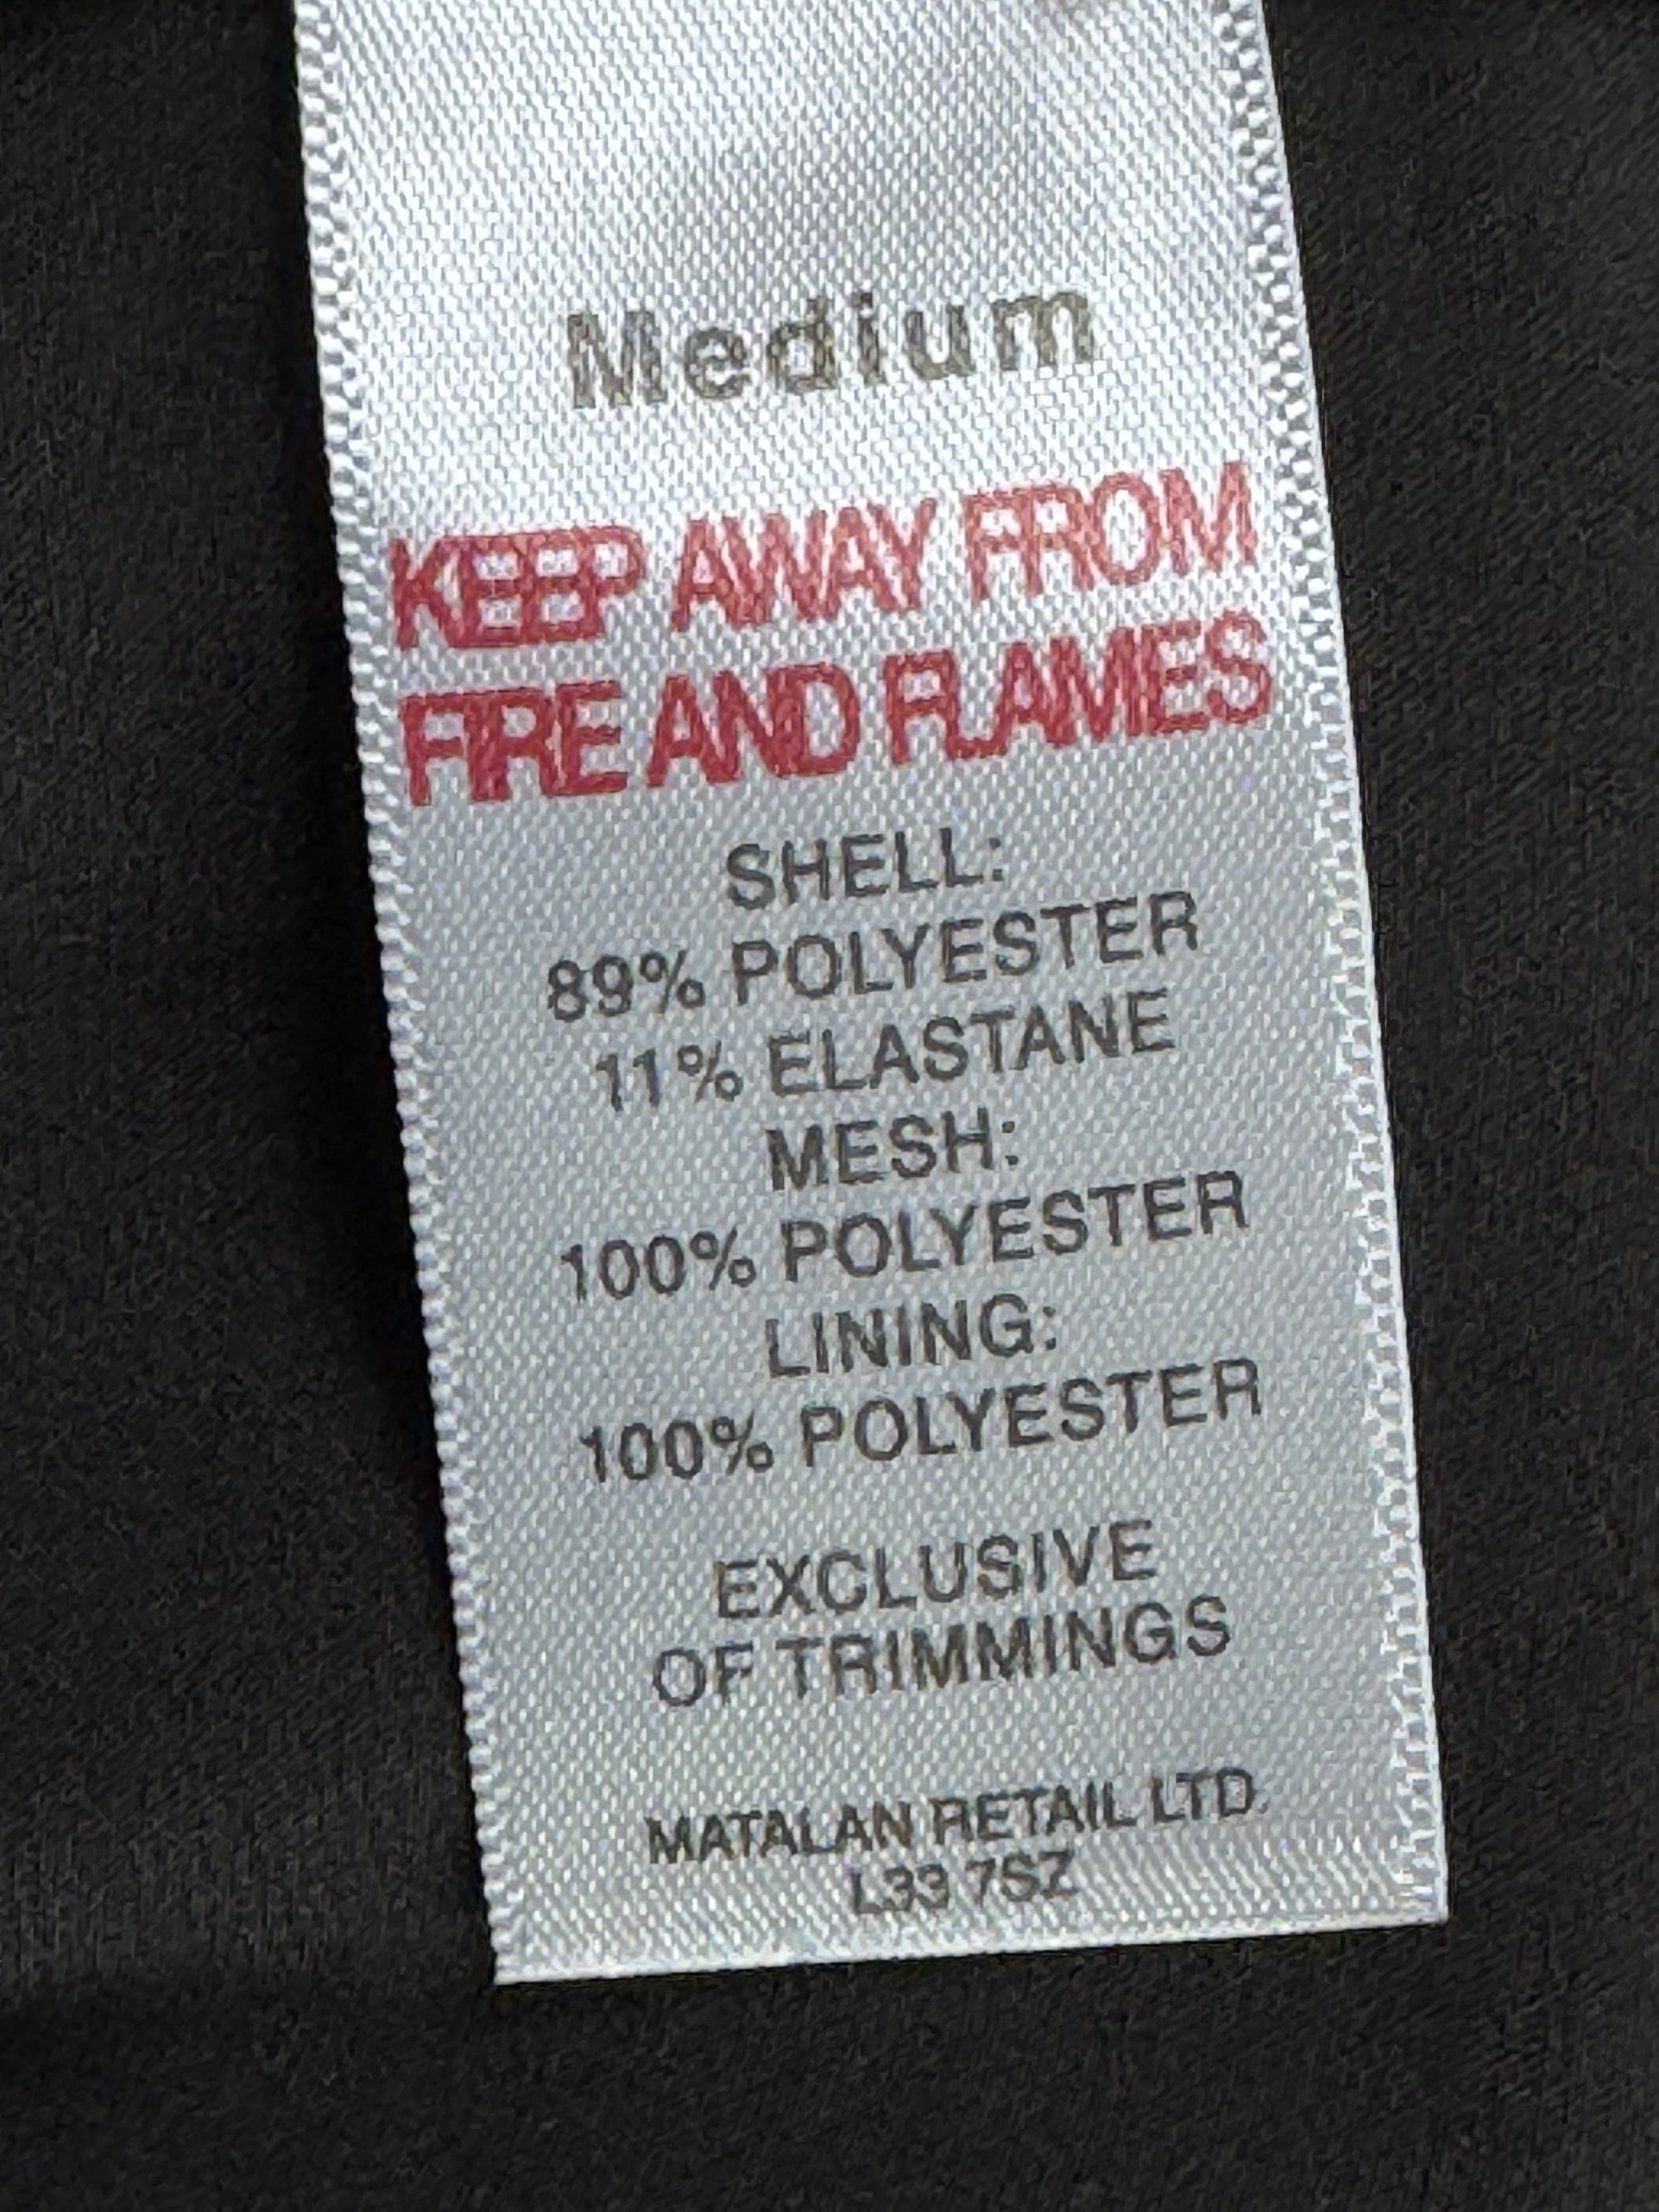 Medium
KEEP AWAY FROM
FIRE AND FLAMES
SHELL:
89% POLYESTER
11% ELASTANE
MESH:
100% POLYESTER
LINING:
100% POLYESTER
EXCLUSIVE
OF TRIMMINGS
MATALAN RETAIL LTD.
L33 7SZ